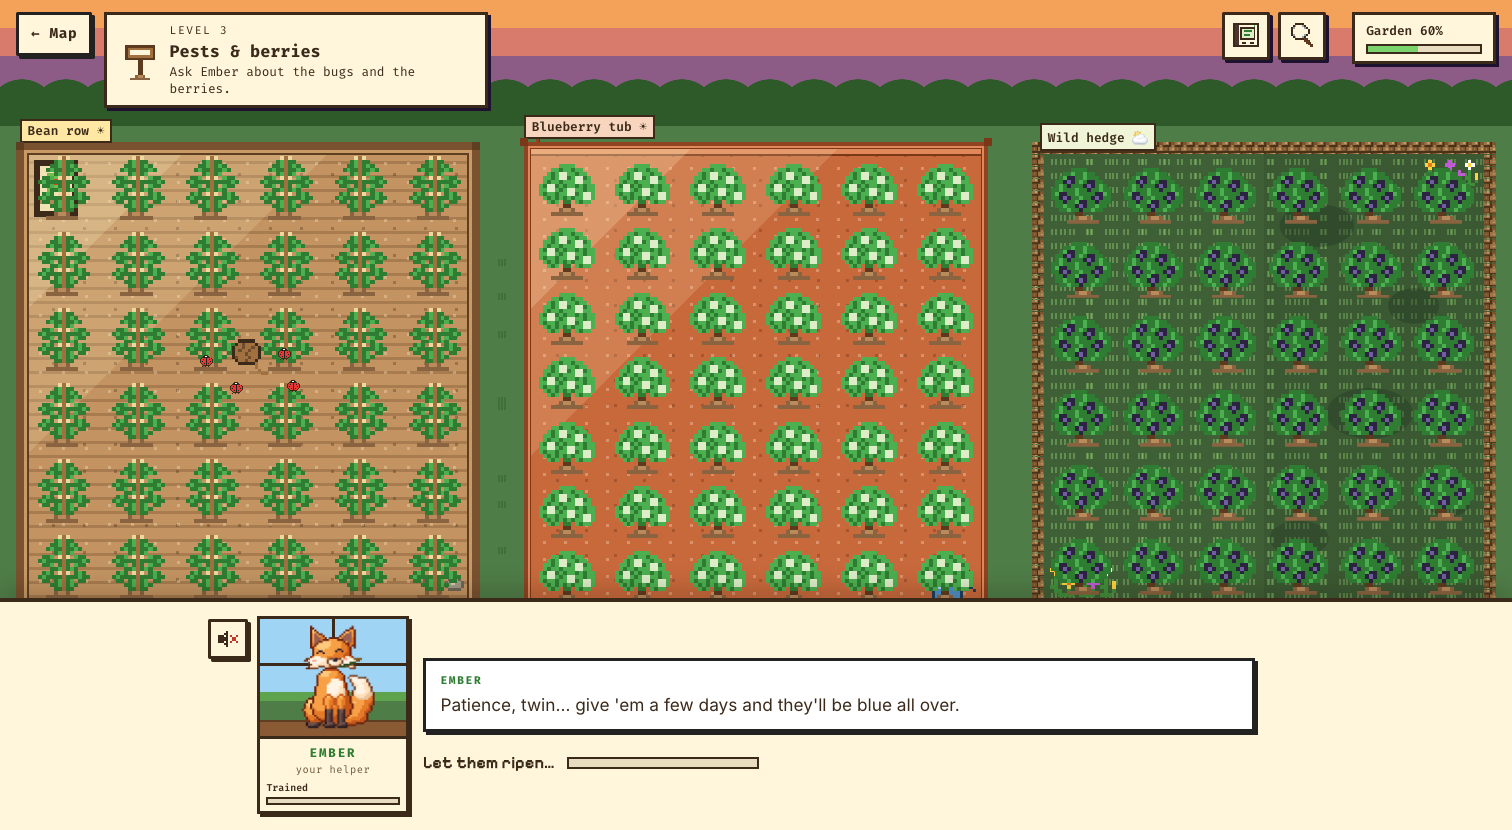 ← Map
LEVEL 3
Pests & berries
Ask Ember about the bugs and the
berries.
Garden 60%
Bean row ☀
Blueberry tub ☀
Wild hedge ⛅
EMBER
Patience, twin… give 'em a few days and they'll be blue all over.
EMBER
your helper
Trained
Let them ripen…